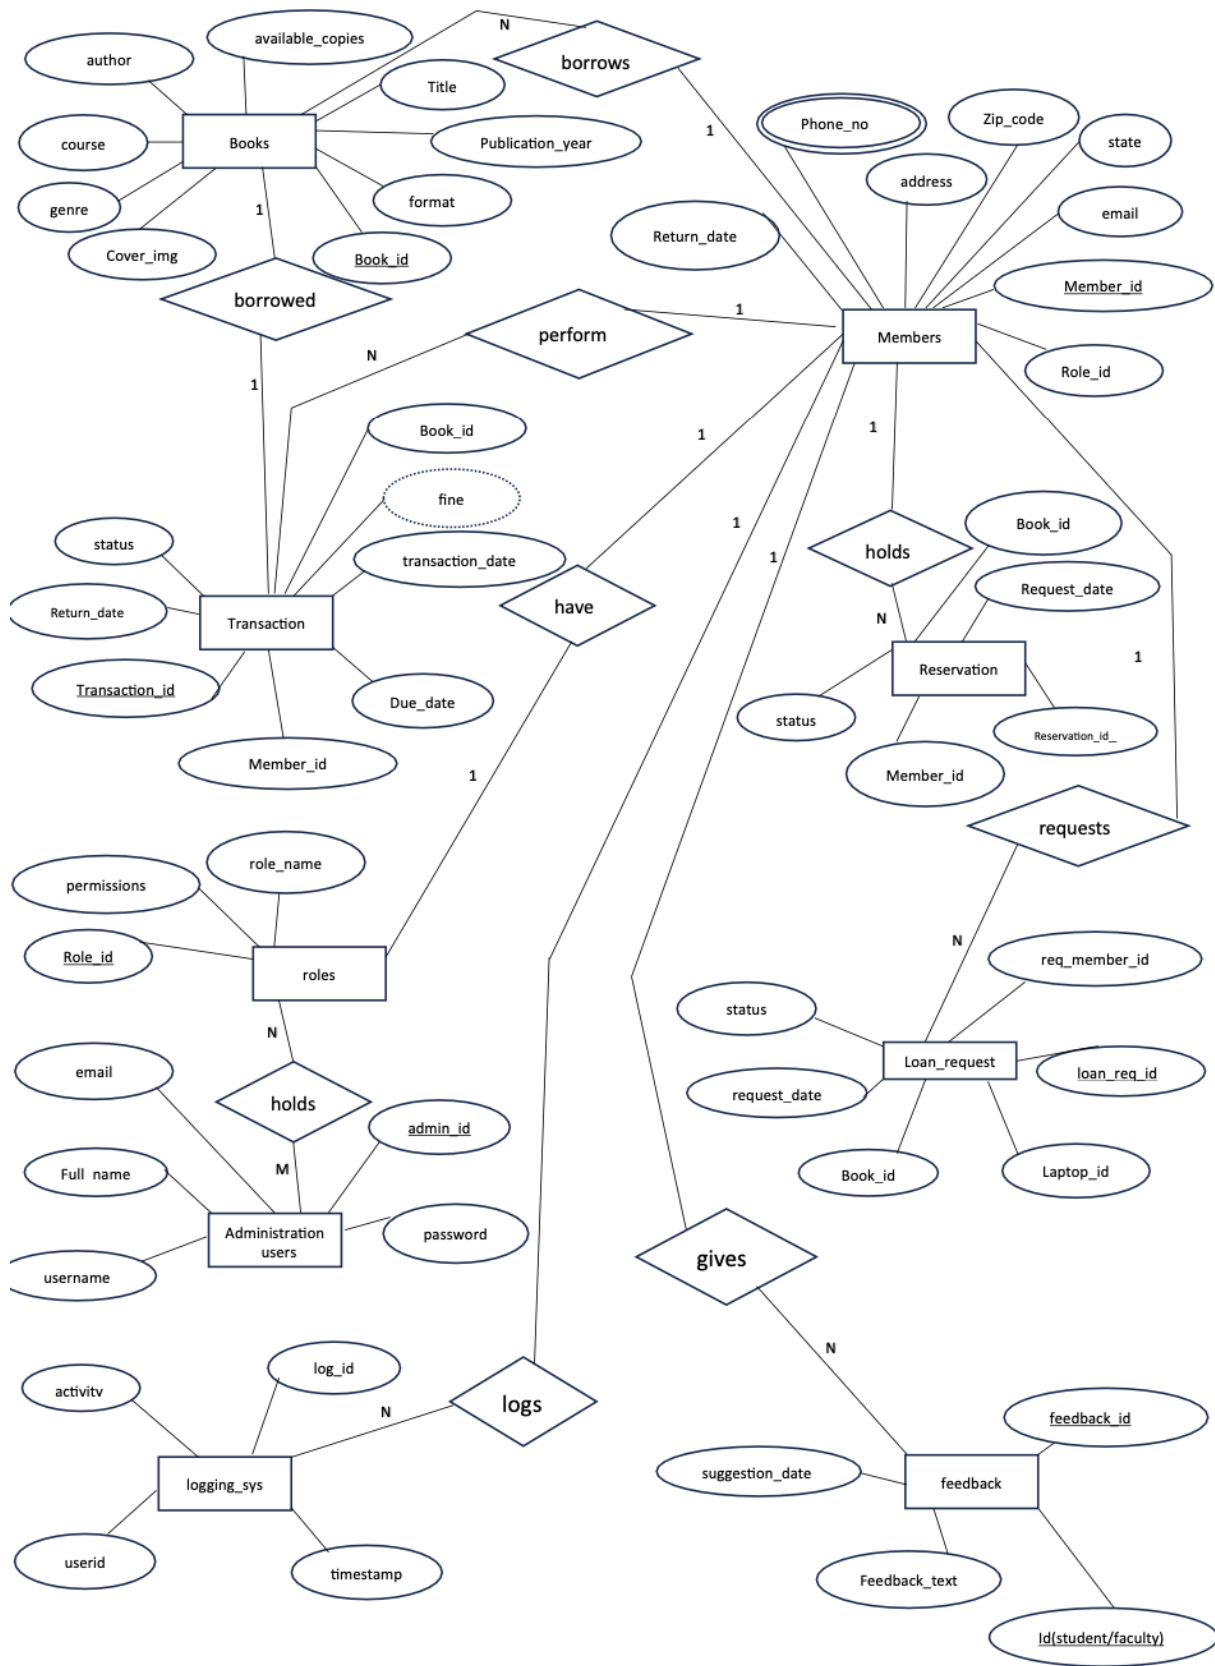 N
available_copies
borrows
author
Title
Phone_no
Zip_code
1
state
Books
Publication_year
course
address
genre
format
email
1
Return_date
Cover_img
Book_id
Member_id
borrowed
1
perform
Members
N
Role_id
1
Book_id
1
1
fine
Book_id
1
status
1
holds
transaction_date
Request_date
have
Return_date
Transaction
N
1
Reservation
Transaction_id
Due_date
status
Reservation_id_
Member_id
1
Member_id
requests
role_name
permissions
N
Role_id
req_member_id
roles
status
N
email
Loan_request
loan_req_id
request_date
holds
admin_id
M
Full name
Book_id
Laptop_id
Administration
users
password
gives
username
N
log_id
activitv
logs
N
feedback_id
suggestion_date
logging_sys
feedback
userid
timestamp
Feedback_text
Id(student/faculty)